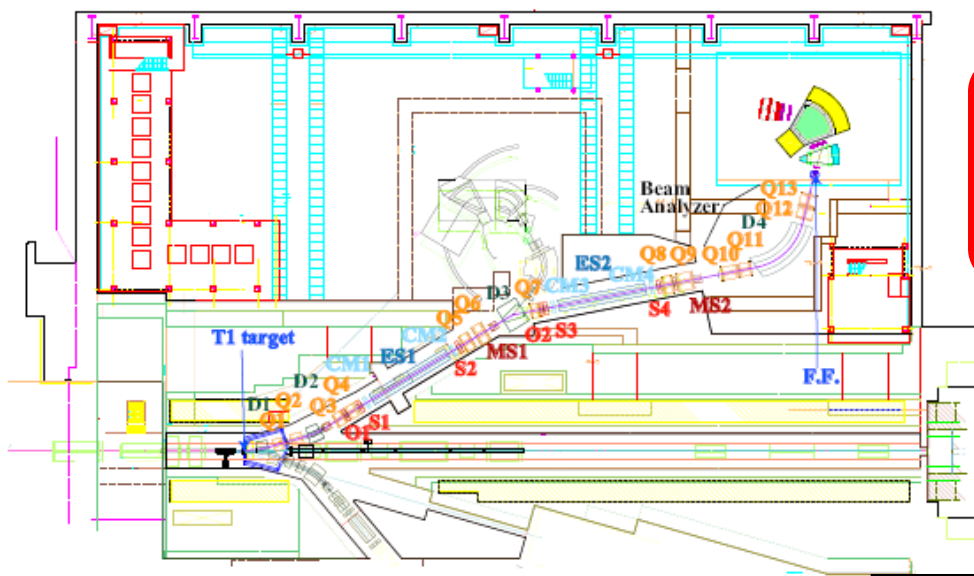 Beam
Analyzer
Q13
Q12
D4
Q11
Q10
Q8
Q9
ES2
CM4
CM3
Q7
D3
Q6
Q5
S4
MS2
S3
O2
MS1
S2
CM2
ES1
CM1
T1 target
F.F.
D2
Q4
Q3
D1
Q2
Q1
S1
O1